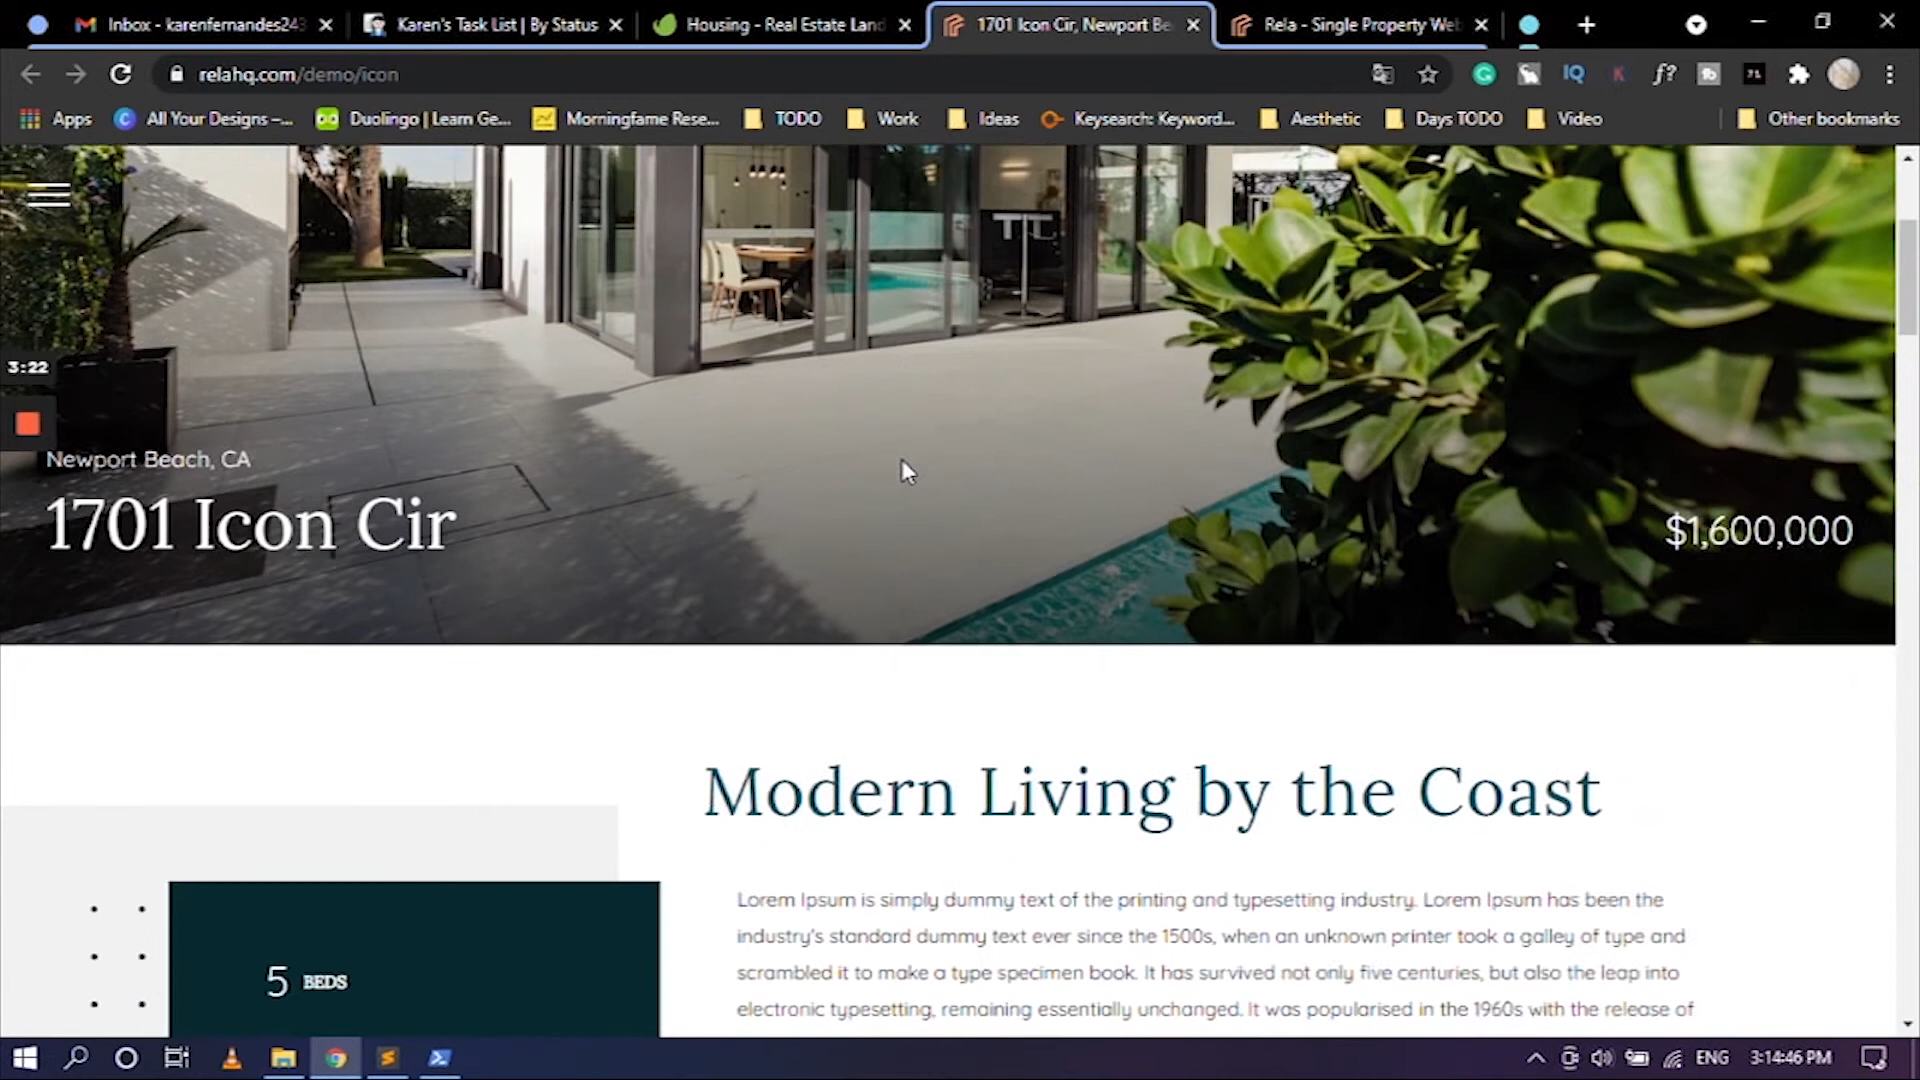 Inbox - karenfernandes243
Karen's Task List | By Status
Housing - Real Estate Land
1701 Icon Cir, Newport Be
Rela - Single Property Web
relahq.com/demo/icon
Apps
All Your Designs –...
Duolingo | Learn Ge...
Morningfame Rese...
TODO
Work
Ideas
Keysearch: Keyword...
Aesthetic
Days TODO
Video
Other bookmarks
3:22
Newport Beach, CA
1701 Icon Cir
$1,600,000
Modern Living by the Coast
Lorem Ipsum is simply dummy text of the printing and typesetting industry. Lorem Ipsum has been the
industry's standard dummy text ever since the 1500s, when an unknown printer took a galley of type and
scrambled it to make a type specimen book. It has survived not only five centuries, but also the leap into
electronic typesetting, remaining essentially unchanged. It was popularised in the 1960s with the release of
5 BEDS
ENG
3:14:46 PM